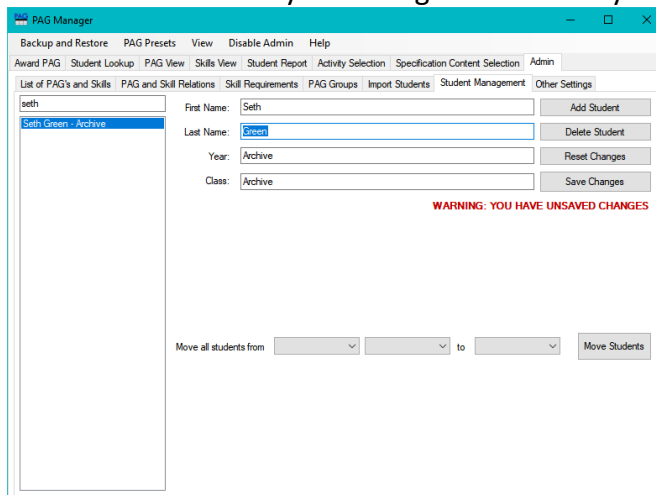 PAG Manager
Backup and Restore PAG Presets View Disable Admin Help
Award PAG Student Lookup PAG View Skills View Student Report Activity Selection Specification Content Selection Admin
List of PAG's and Skills PAG and Skill Relations Skill Requirements PAG Groups Import Students Student Management Other Settings
seth First Name: Seth Add Student
Seth Green - Archive Last Name: Green Delete Student
Year: Archive Reset Changes
Class: Archive Save Changes
WARNING: YOU HAVE UNSAVED CHANGES
Move all students from to Move Students